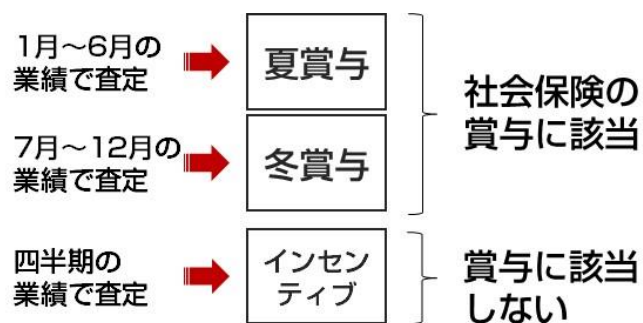 1月～6月の
業績で査定
夏賞与
7月～12月の
業績で査定
冬賞与
社会保険の
賞与に該当
四半期の
業績で査定
インセン
ティブ
賞与に該当
しない